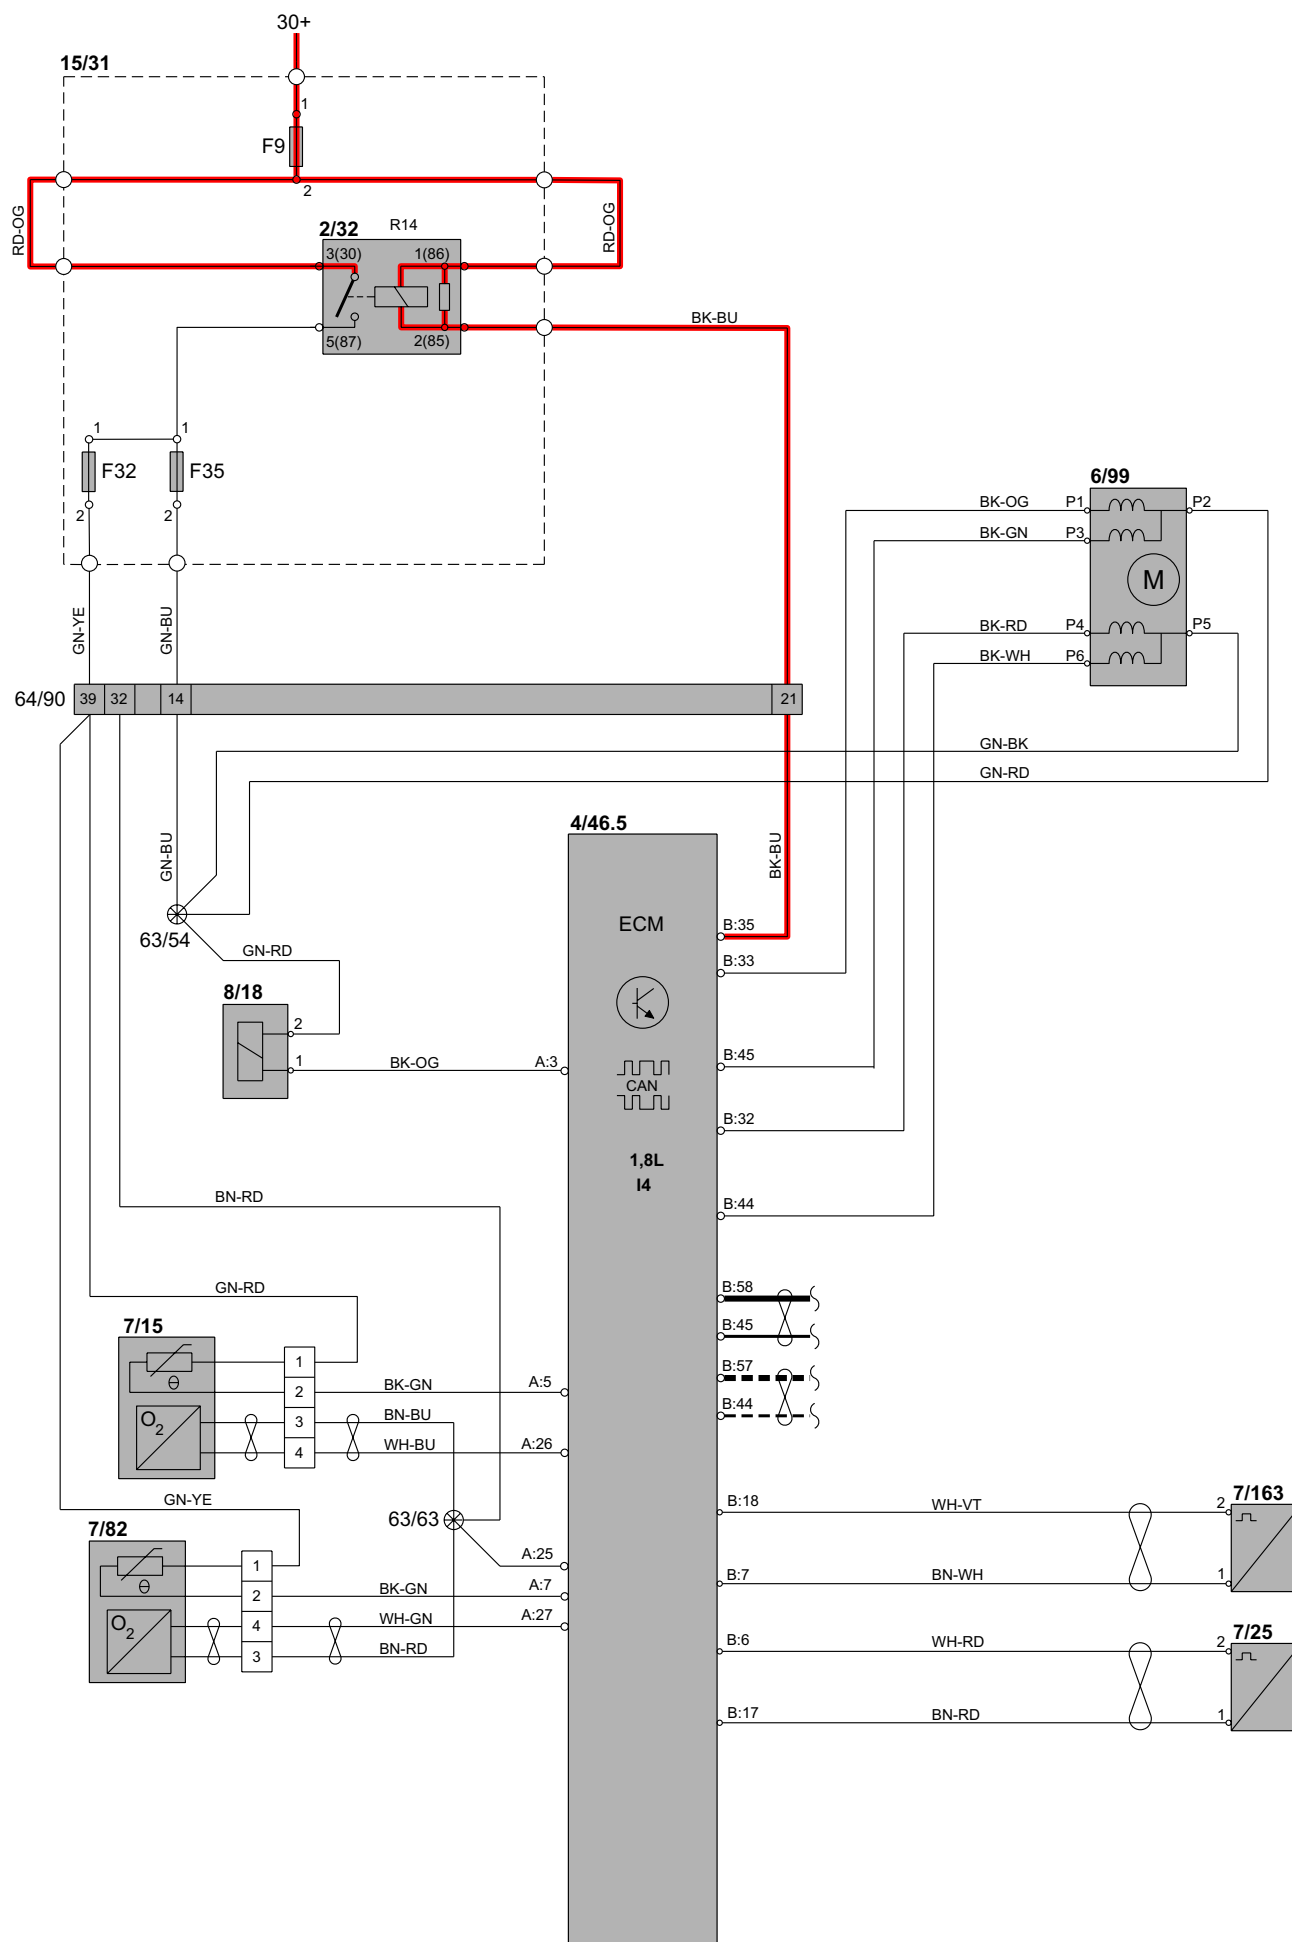 30+
15/31
1
F9
2
RD-OG
RD-OG
2/32
R14
3(30)
1(86)
5(87)
2(85)
BK-BU
1
1
F32
F35
2
2
GN-YE
GN-BU
6/99
BK-OG
P1
P2
BK-GN
P3
M
BK-RD
P4
P5
BK-WH
P6
64/90
39
32
14
21
GN-BK
GN-RD
GN-BU
BK-BU
4/46.5
ECM
B:35
63/54
GN-RD
B:33
8/18
2
1
BK-OG
A:3
CAN
B:45
B:32
1,8L
I4
BN-RD
B:44
GN-RD
B:58
7/15
B:45
1
θ
2
BK-GN
A:5
B:57
O2
3
BN-BU
B:44
4
WH-BU
A:26
GN-YE
B:18
WH-VT
2
7/163
7/82
63/63
1
A:25
θ
2
BK-GN
A:7
B:7
BN-WH
1
O2
4
WH-GN
A:27
3
BN-RD
B:6
WH-RD
2
7/25
B:17
BN-RD
1